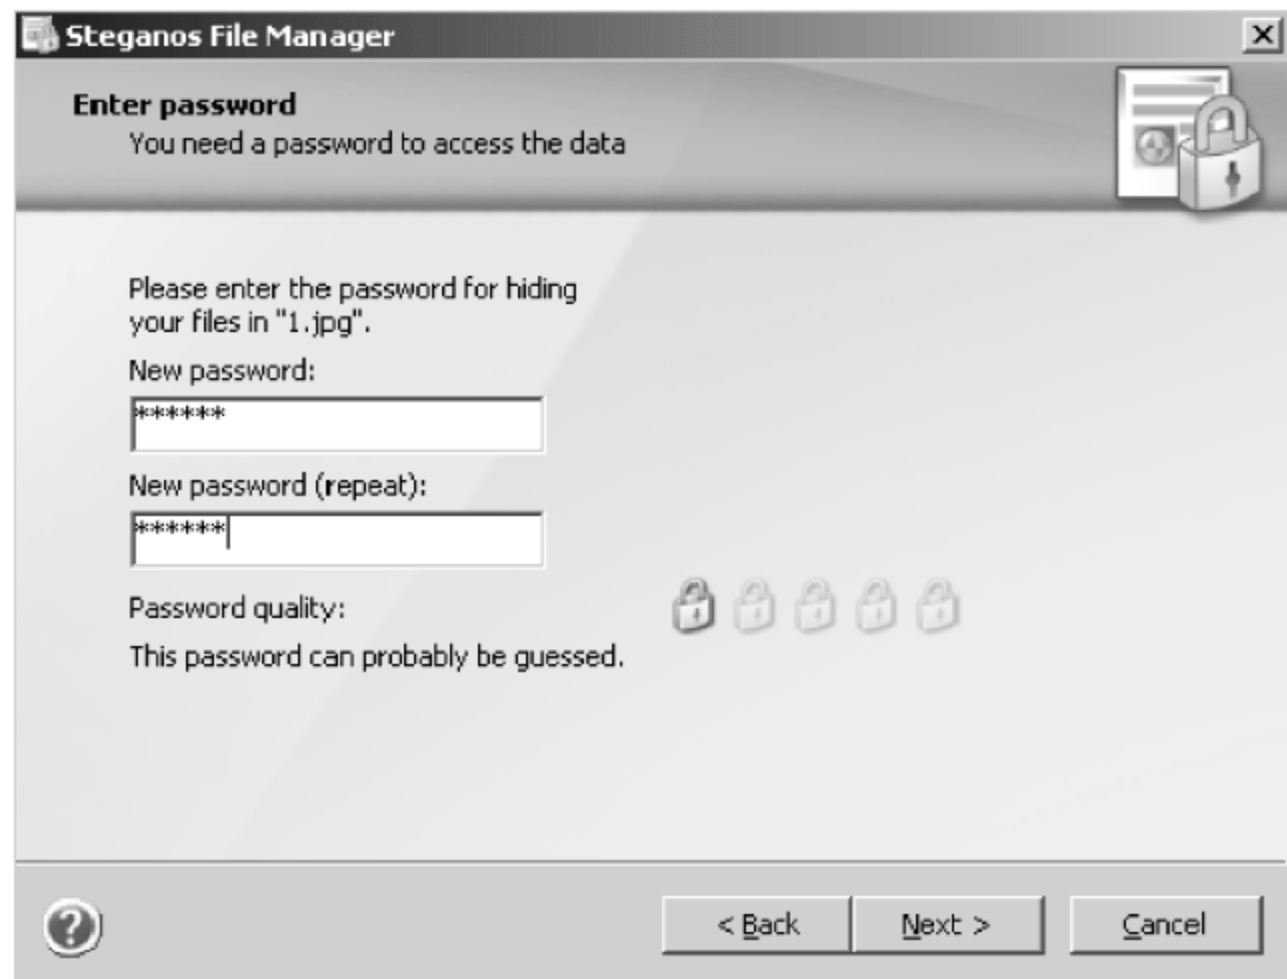 Steganos File Manager
Enter password
You need a password to access the data
Please enter the password for hiding
your files in "1.jpg".
New password:
******
New password (repeat):
******
Password quality:
This password can probably be guessed.
?
< Back
Next >
Cancel